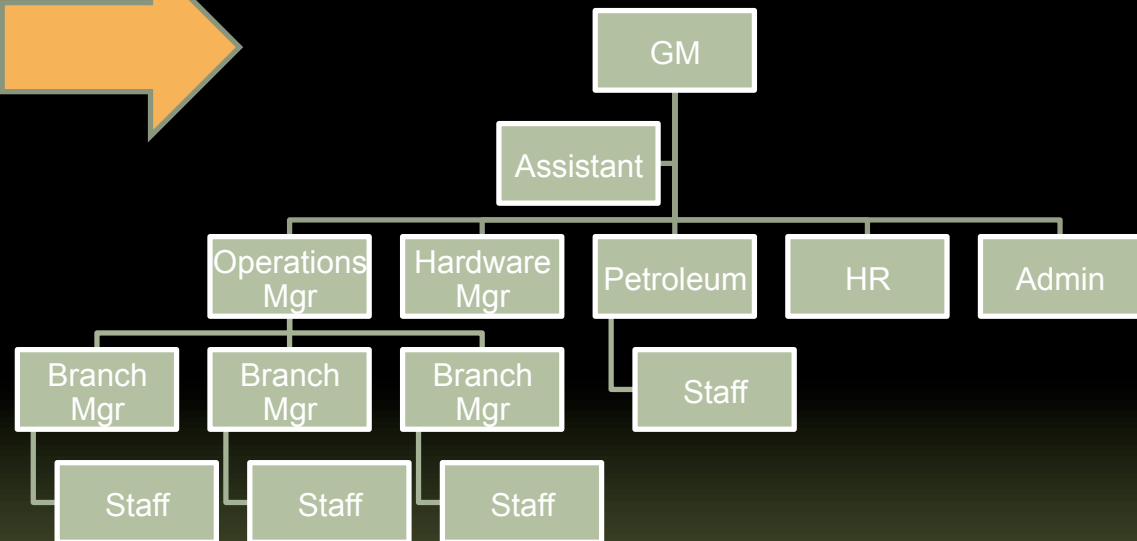 GM
Assistant
Operations
Mgr
Hardware
Mgr
Petroleum
HR
Admin
Branch
Mgr
Branch
Mgr
Branch
Mgr
Staff
Staff
Staff
Staff